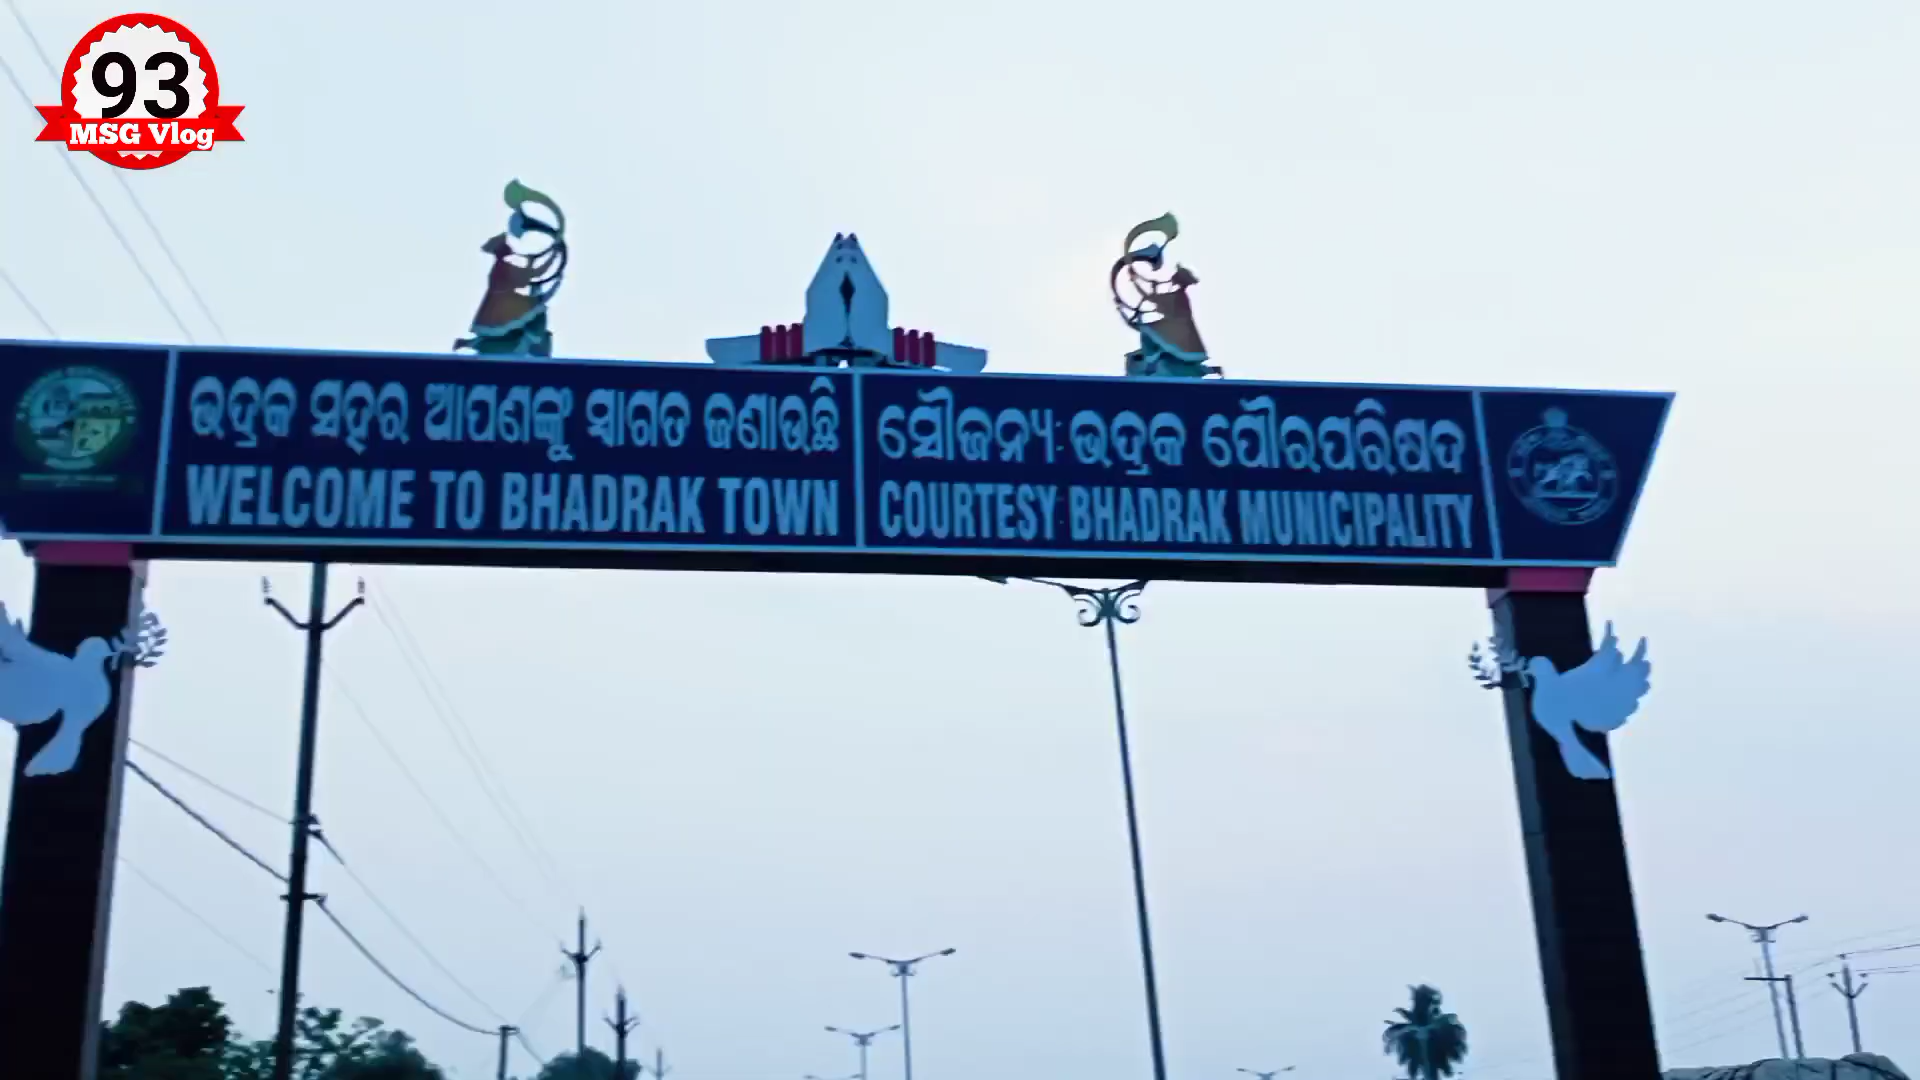 93
MSG Vlog
ଭଦ୍ରକ ସହର ଆପଣଙ୍କୁ ସ୍ୱାଗତ ଜଣାଉଛି
WELCOME TO BHADRAK TOWN
ସୌଜନ୍ୟ: ଭଦ୍ରକ ପୌରପରିଷଦ
COURTESY: BHADRAK MUNICIPALITY